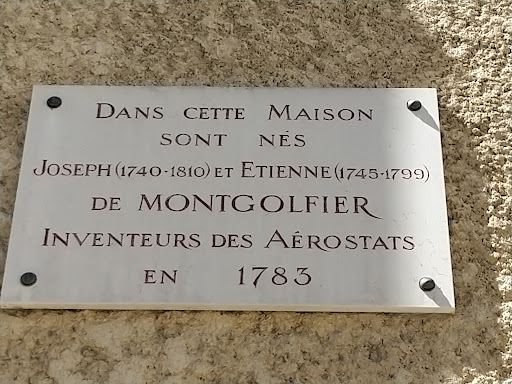 DANS CETTE MAISON
SONT NÉS
JOSEPH (1740-1810) ET ETIENNE (1745-1799)
DE MONTGOLFIER
INVENTEURS DES AÉROSTATS
EN 1783